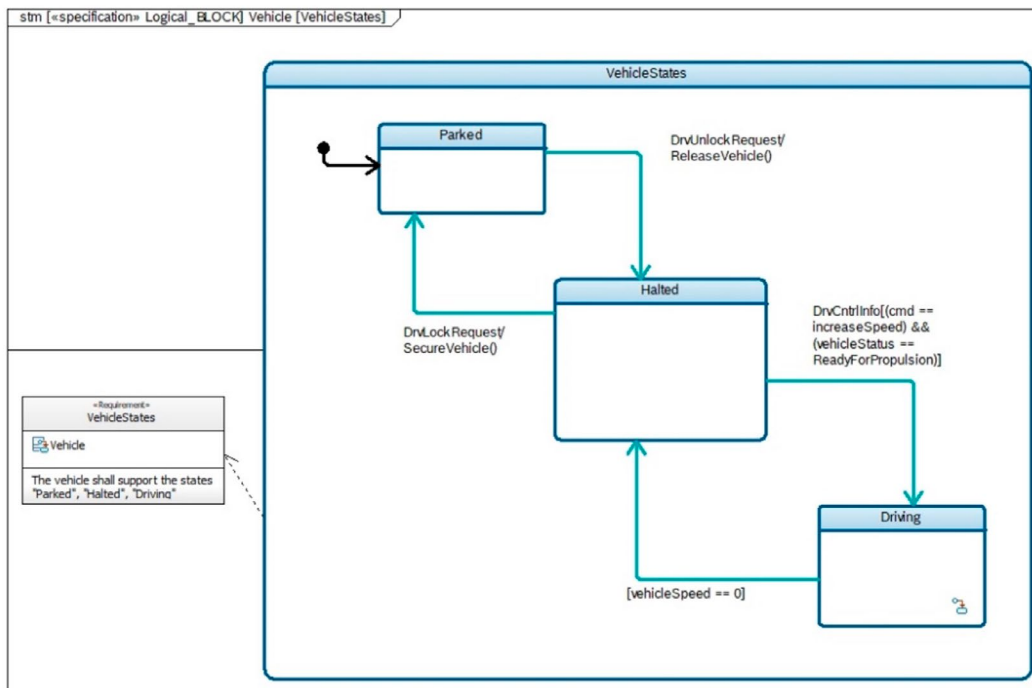 stm [«specification» Logical_BLOCK] Vehicle [VehicleStates]
VehicleStates
Parked
DrvUnlockRequest/
ReleaseVehicle()
Halted
DrvLockRequest/
SecureVehicle()
DrvCntrlInfo[(cmd ==
increaseSpeed) &&
(vehicleStatus ==
ReadyForPropulsion)]
«Requirement»
VehicleStates
Vehicle
The vehicle shall support the states
"Parked", "Halted", "Driving"
Driving
[vehicleSpeed == 0]